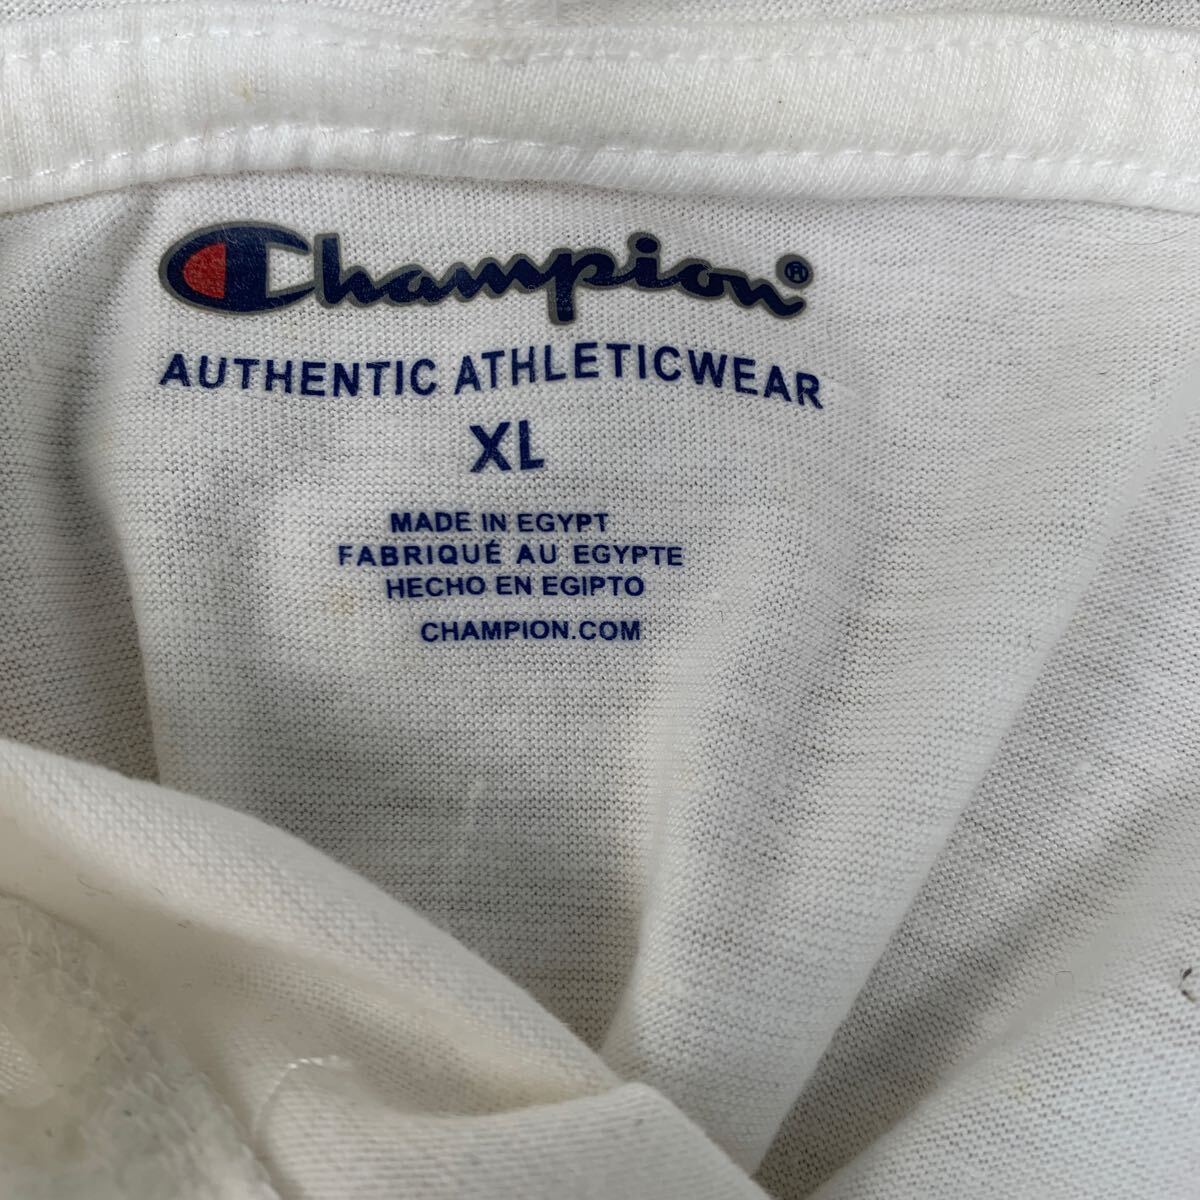 Champion®
AUTHENTIC ATHLETICWEAR
XL
MADE IN EGYPT
FABRIQUÉ AU EGYPTE
HECHO EN EGIPTO
CHAMPION.COM